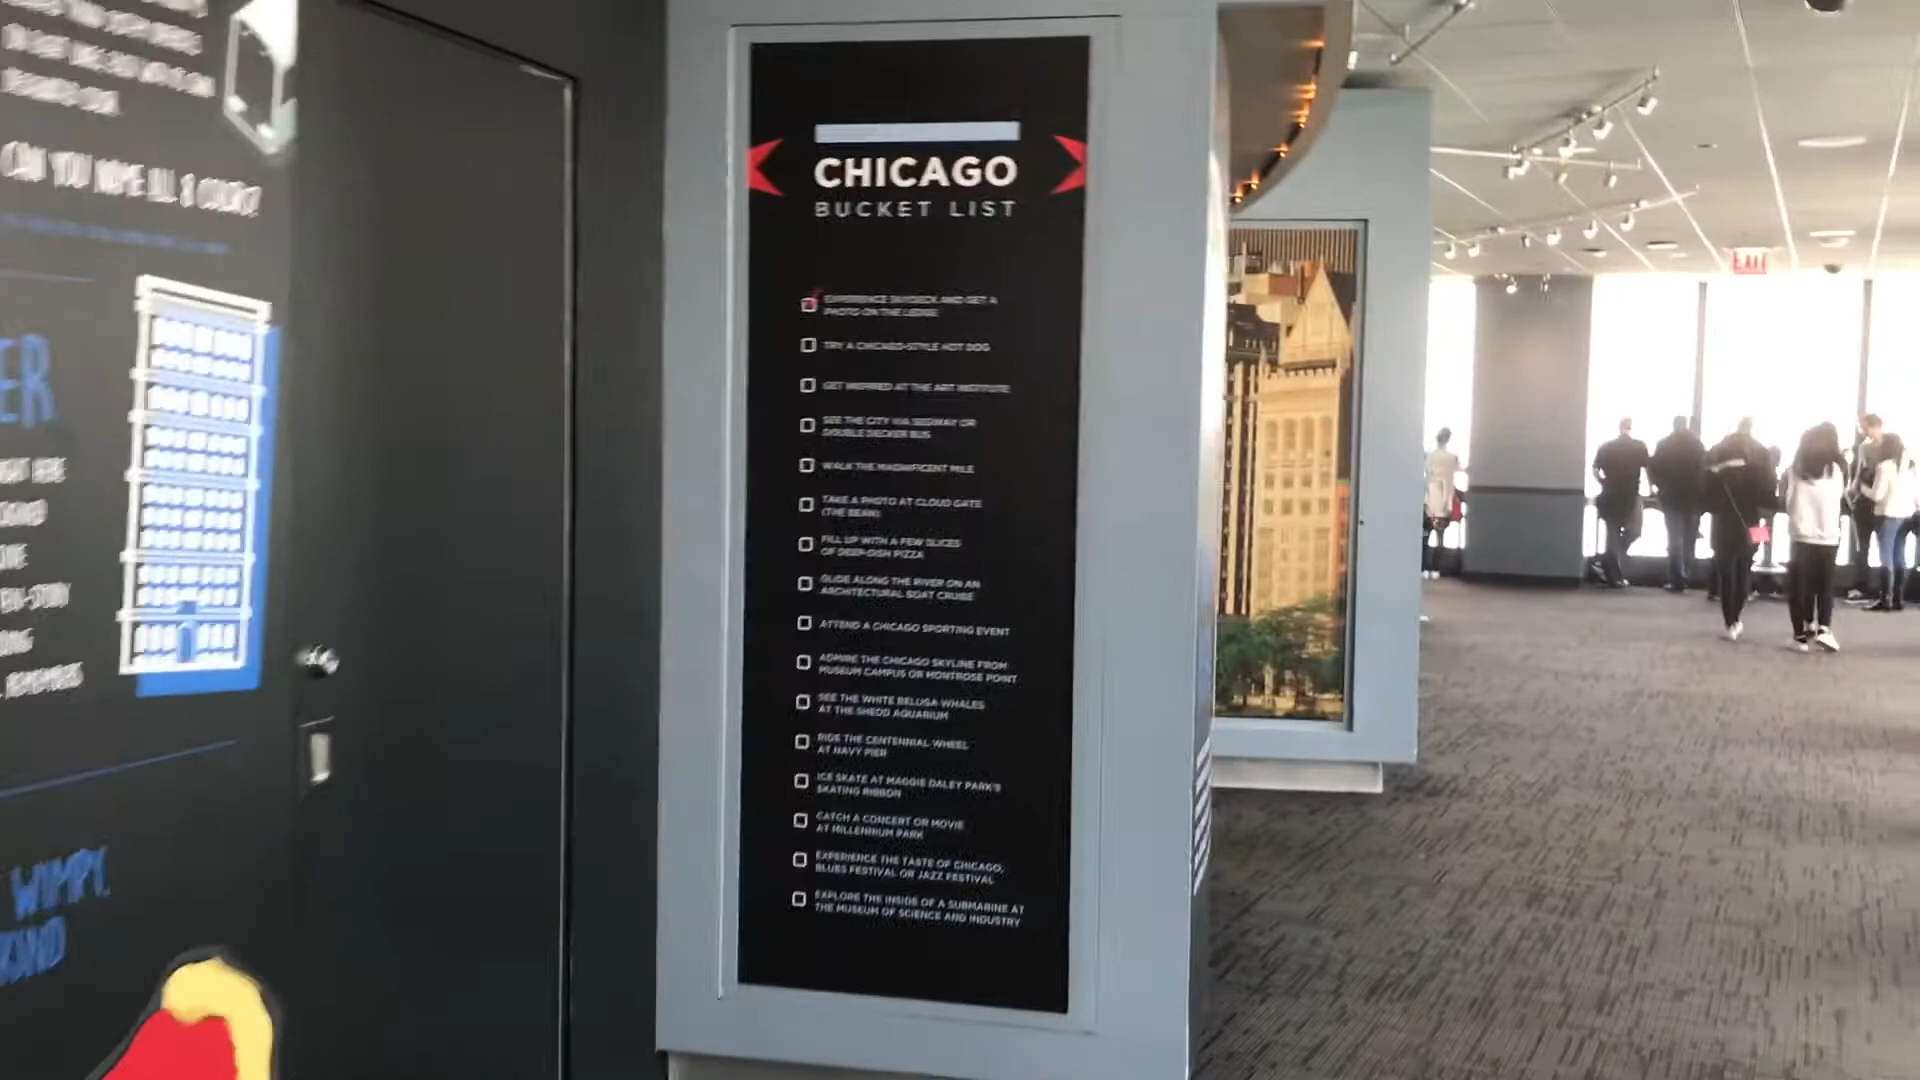 CAN YOU NAME ALL 8
ER
WIMPY.
CHICAGO
BUCKET LIST
EXPERIENCE SKYDECK AND GET A
PHOTO ON THE LEDGE
TRY A CHICAGO-STYLE HOT DOG
GET INSPIRED AT THE ART INSTITUTE
SEE THE CITY VIA SEGWAY OR
DOUBLE DECKER BUS
WALK THE MAGNIFICENT MILE
TAKE A PHOTO AT CLOUD GATE
(THE BEAN)
FILL UP WITH A FEW SLICES
OF DEEP-DISH PIZZA
GLIDE ALONG THE RIVER ON AN
ARCHITECTURAL BOAT CRUISE
ATTEND A CHICAGO SPORTING EVENT
ADMIRE THE CHICAGO SKYLINE FROM
MUSEUM CAMPUS OR MONTROSE POINT
SEE THE WHITE BELUGA WHALES
AT THE SHEDD AQUARIUM
RIDE THE CENTENNIAL WHEEL
AT NAVY PIER
ICE SKATE AT MAGGIE DALEY PARK'S
SKATING RIBBON
CATCH A CONCERT OR MOVIE
AT MILLENNIUM PARK
EXPERIENCE THE TASTE OF CHICAGO,
BLUES FESTIVAL OR JAZZ FESTIVAL
EXPLORE THE INSIDE OF A SUBMARINE AT
THE MUSEUM OF SCIENCE AND INDUSTRY
EXIT